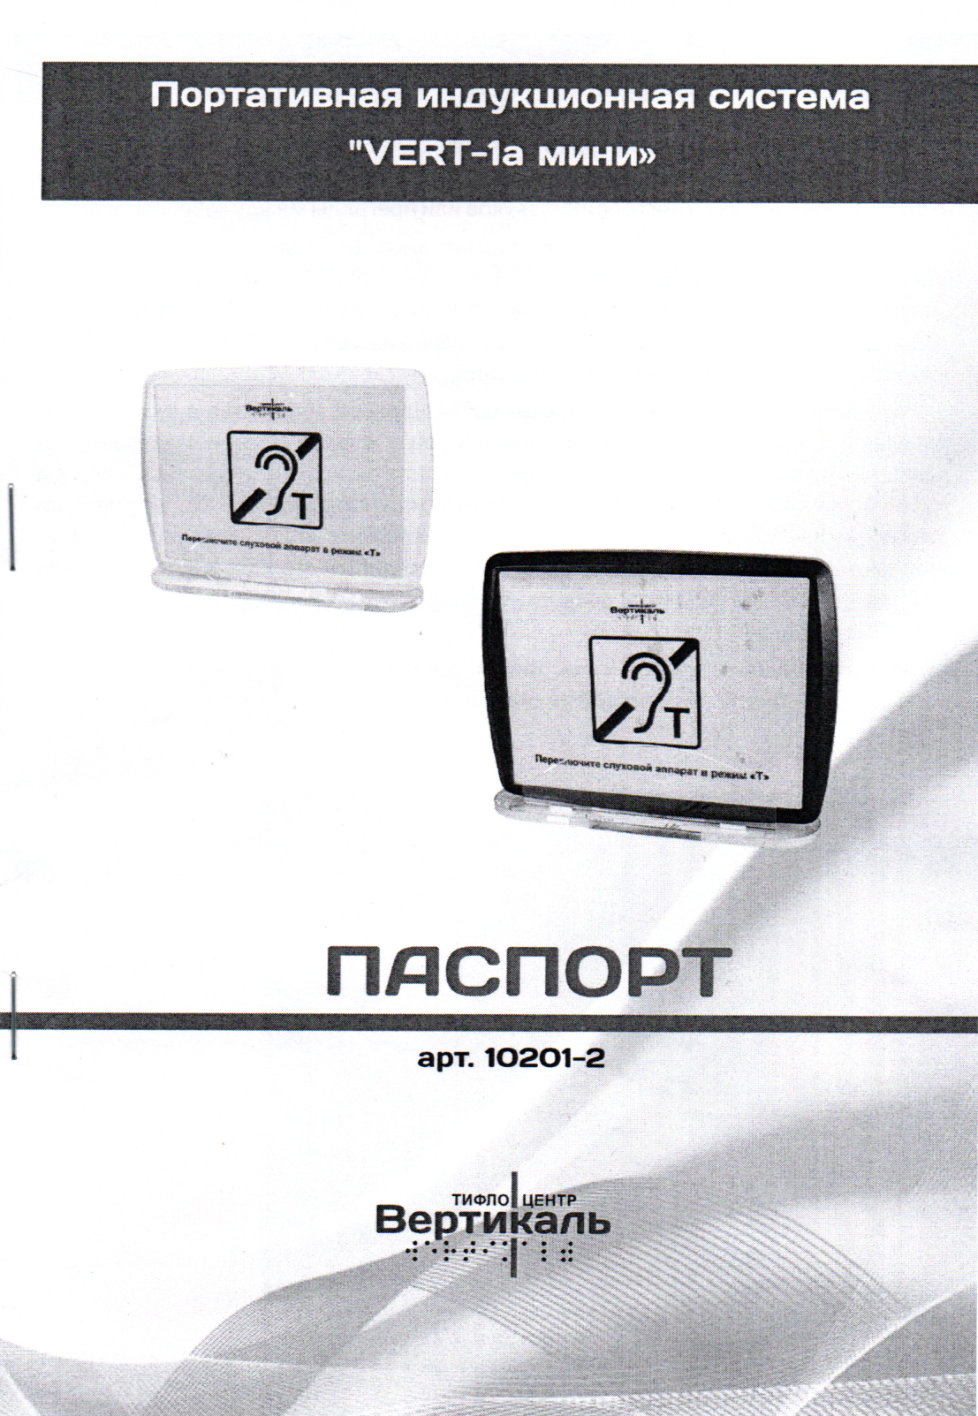 Портативная индукционная система
"VERT-1а мини»
Вертикаль
Т
Переключите слуховой аппарат в режим «Т»
Вертикаль
Т
Переключите слуховой аппарат в режим «Т»
ПАСПОРТ
арт. 10201-2
ТИФЛО ЦЕНТР
Вертикаль